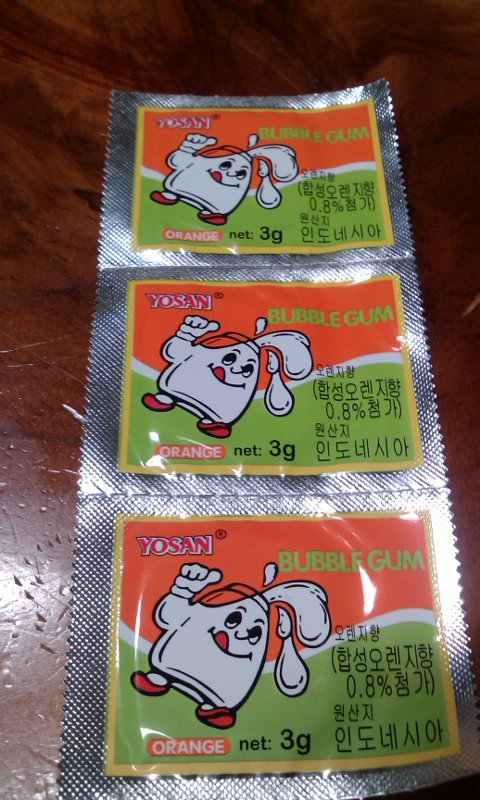 YOSAN®
BUBBLE GUM
오렌지향
(합성오렌지향
0.8%첨가)
원산지
인도네시아
ORANGE net: 3g
YOSAN®
BUBBLE GUM
오렌지향
(합성오렌지향
0.8%첨가)
원산지
인도네시아
ORANGE net: 3g
YOSAN®
BUBBLE GUM
오렌지향
(합성오렌지향
0.8%첨가)
원산지
인도네시아
ORANGE net: 3g